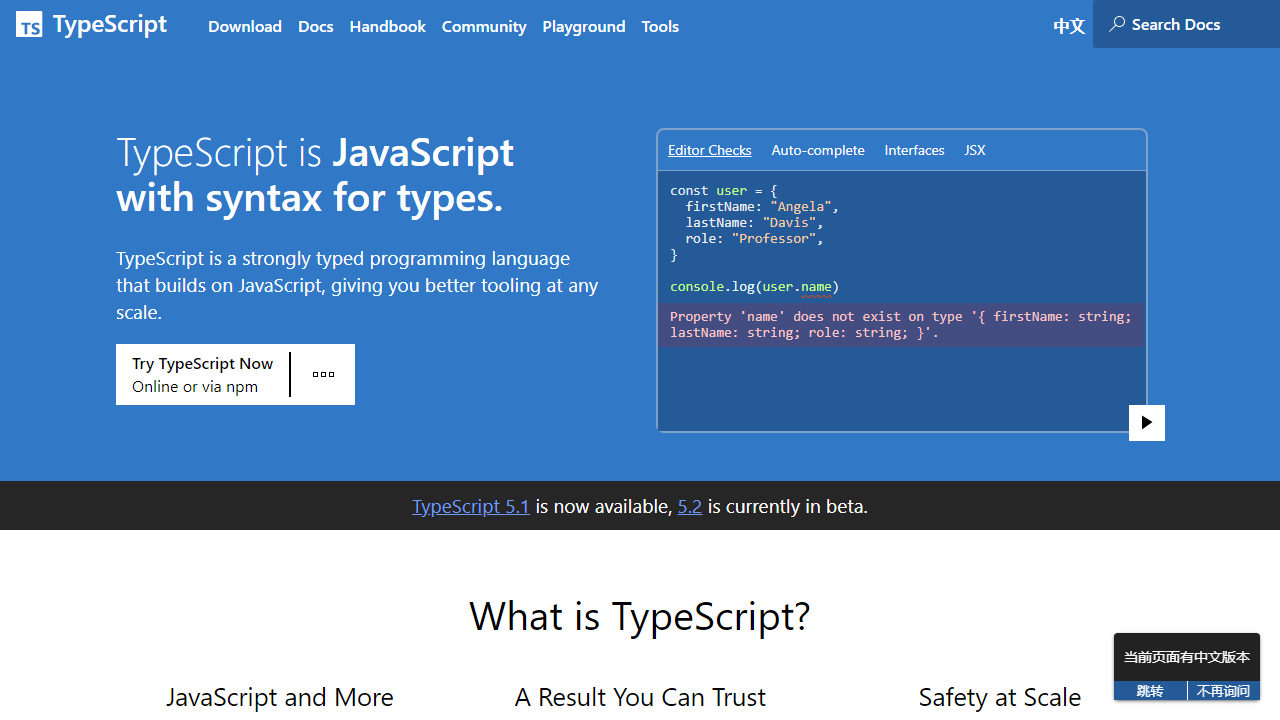 TS TypeScript Download Docs Handbook Community Playground Tools 中文 Search Docs
TypeScript is JavaScript
with syntax for types.
TypeScript is a strongly typed programming language
that builds on JavaScript, giving you better tooling at any
scale.
Try TypeScript Now
Online or via npm
Editor Checks Auto-complete Interfaces JSX
const user = {
  firstName: "Angela",
  lastName: "Davis",
  role: "Professor",
}
console.log(user.name)
Property 'name' does not exist on type '{ firstName: string;
lastName: string; role: string; }'.
TypeScript 5.1 is now available, 5.2 is currently in beta.
What is TypeScript?
JavaScript and More
A Result You Can Trust
Safety at Scale
当前页面有中文版本
跳转 不再询问